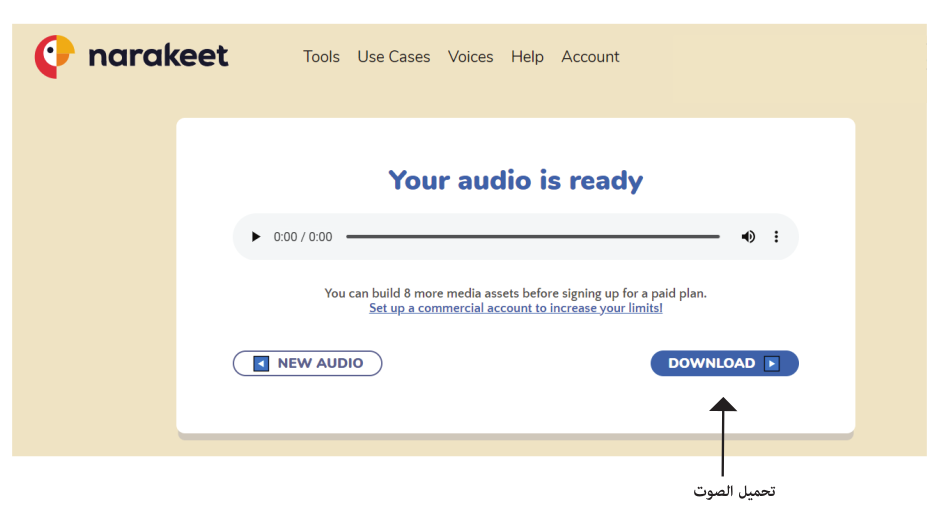 narakeet
Tools Use Cases Voices Help Account
Your audio is ready
0:00 / 0:00
You can build 8 more media assets before signing up for a paid plan.
Set up a commercial account to increase your limits!
NEW AUDIO
DOWNLOAD
تحميل الصوت